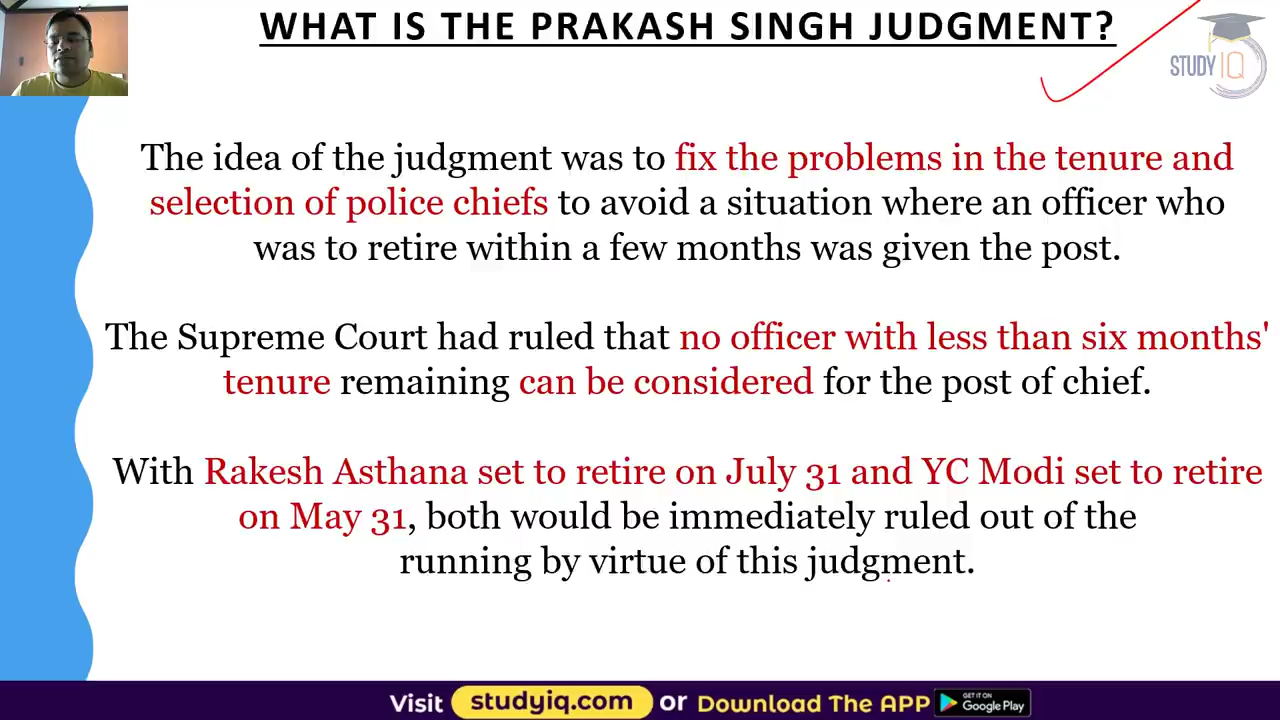 WHAT IS THE PRAKASH SINGH JUDGMENT?
STUDY IQ
The idea of the judgment was to fix the problems in the tenure and
selection of police chiefs to avoid a situation where an officer who
was to retire within a few months was given the post.
The Supreme Court had ruled that no officer with less than six months'
tenure remaining can be considered for the post of chief.
With Rakesh Asthana set to retire on July 31 and YC Modi set to retire
on May 31, both would be immediately ruled out of the
running by virtue of this judgment.
Visit studyiq.com or Download The APP GET IT ON Google Play